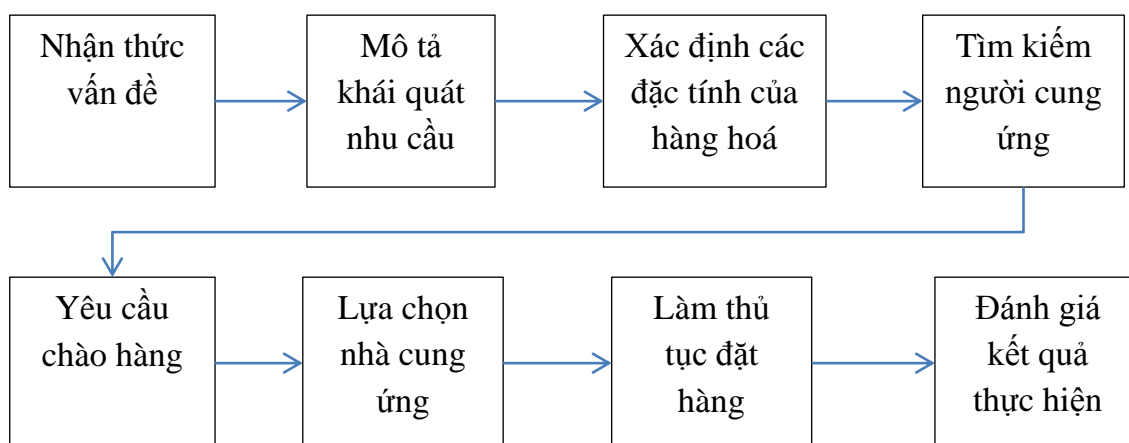 Nhận thức
vấn đề
Mô tả
khái quát
nhu cầu
Xác định các
đặc tính của
hàng hoá
Tìm kiếm
người cung
ứng
Yêu cầu
chào hàng
Lựa chọn
nhà cung
ứng
Làm thủ
tục đặt
hàng
Đánh giá
kết quả
thực hiện